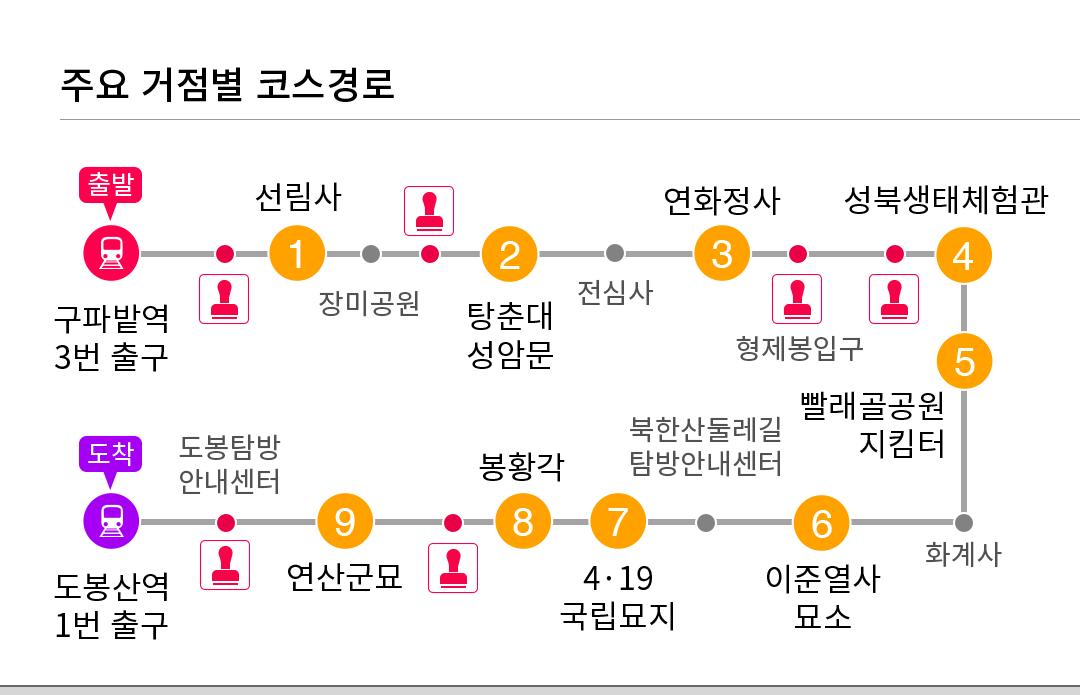 주요 거점별 코스경로
출발
구파발역
3번 출구
선림사
1
장미공원
2
탕춘대
성암문
전심사
연화정사
3
형제봉입구
성북생태체험관
4
5
빨래골공원
지킴터
화계사
6
이준열사
묘소
북한산둘레길
탐방안내센터
7
4·19
국립묘지
봉황각
8
9
연산군묘
도봉탐방
안내센터
도착
도봉산역
1번 출구